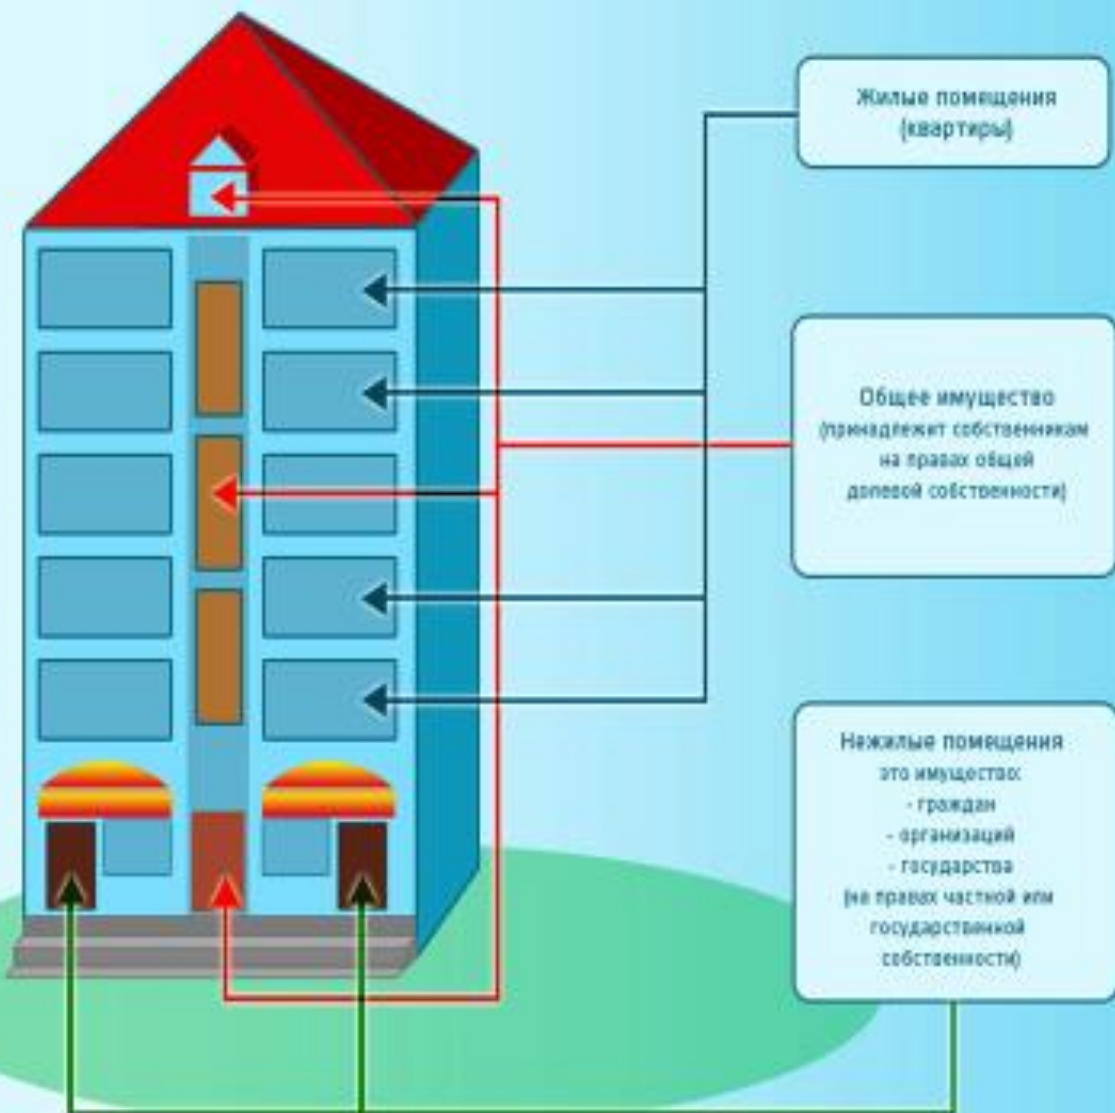 Жилые помещения
(квартиры)
Общее имущество
(принадлежит собственникам
на правах общей
долевой собственности)
Нежилые помещения
это имущество:
- граждан
- организаций
- государства
(на правах частной или
государственной
собственности)